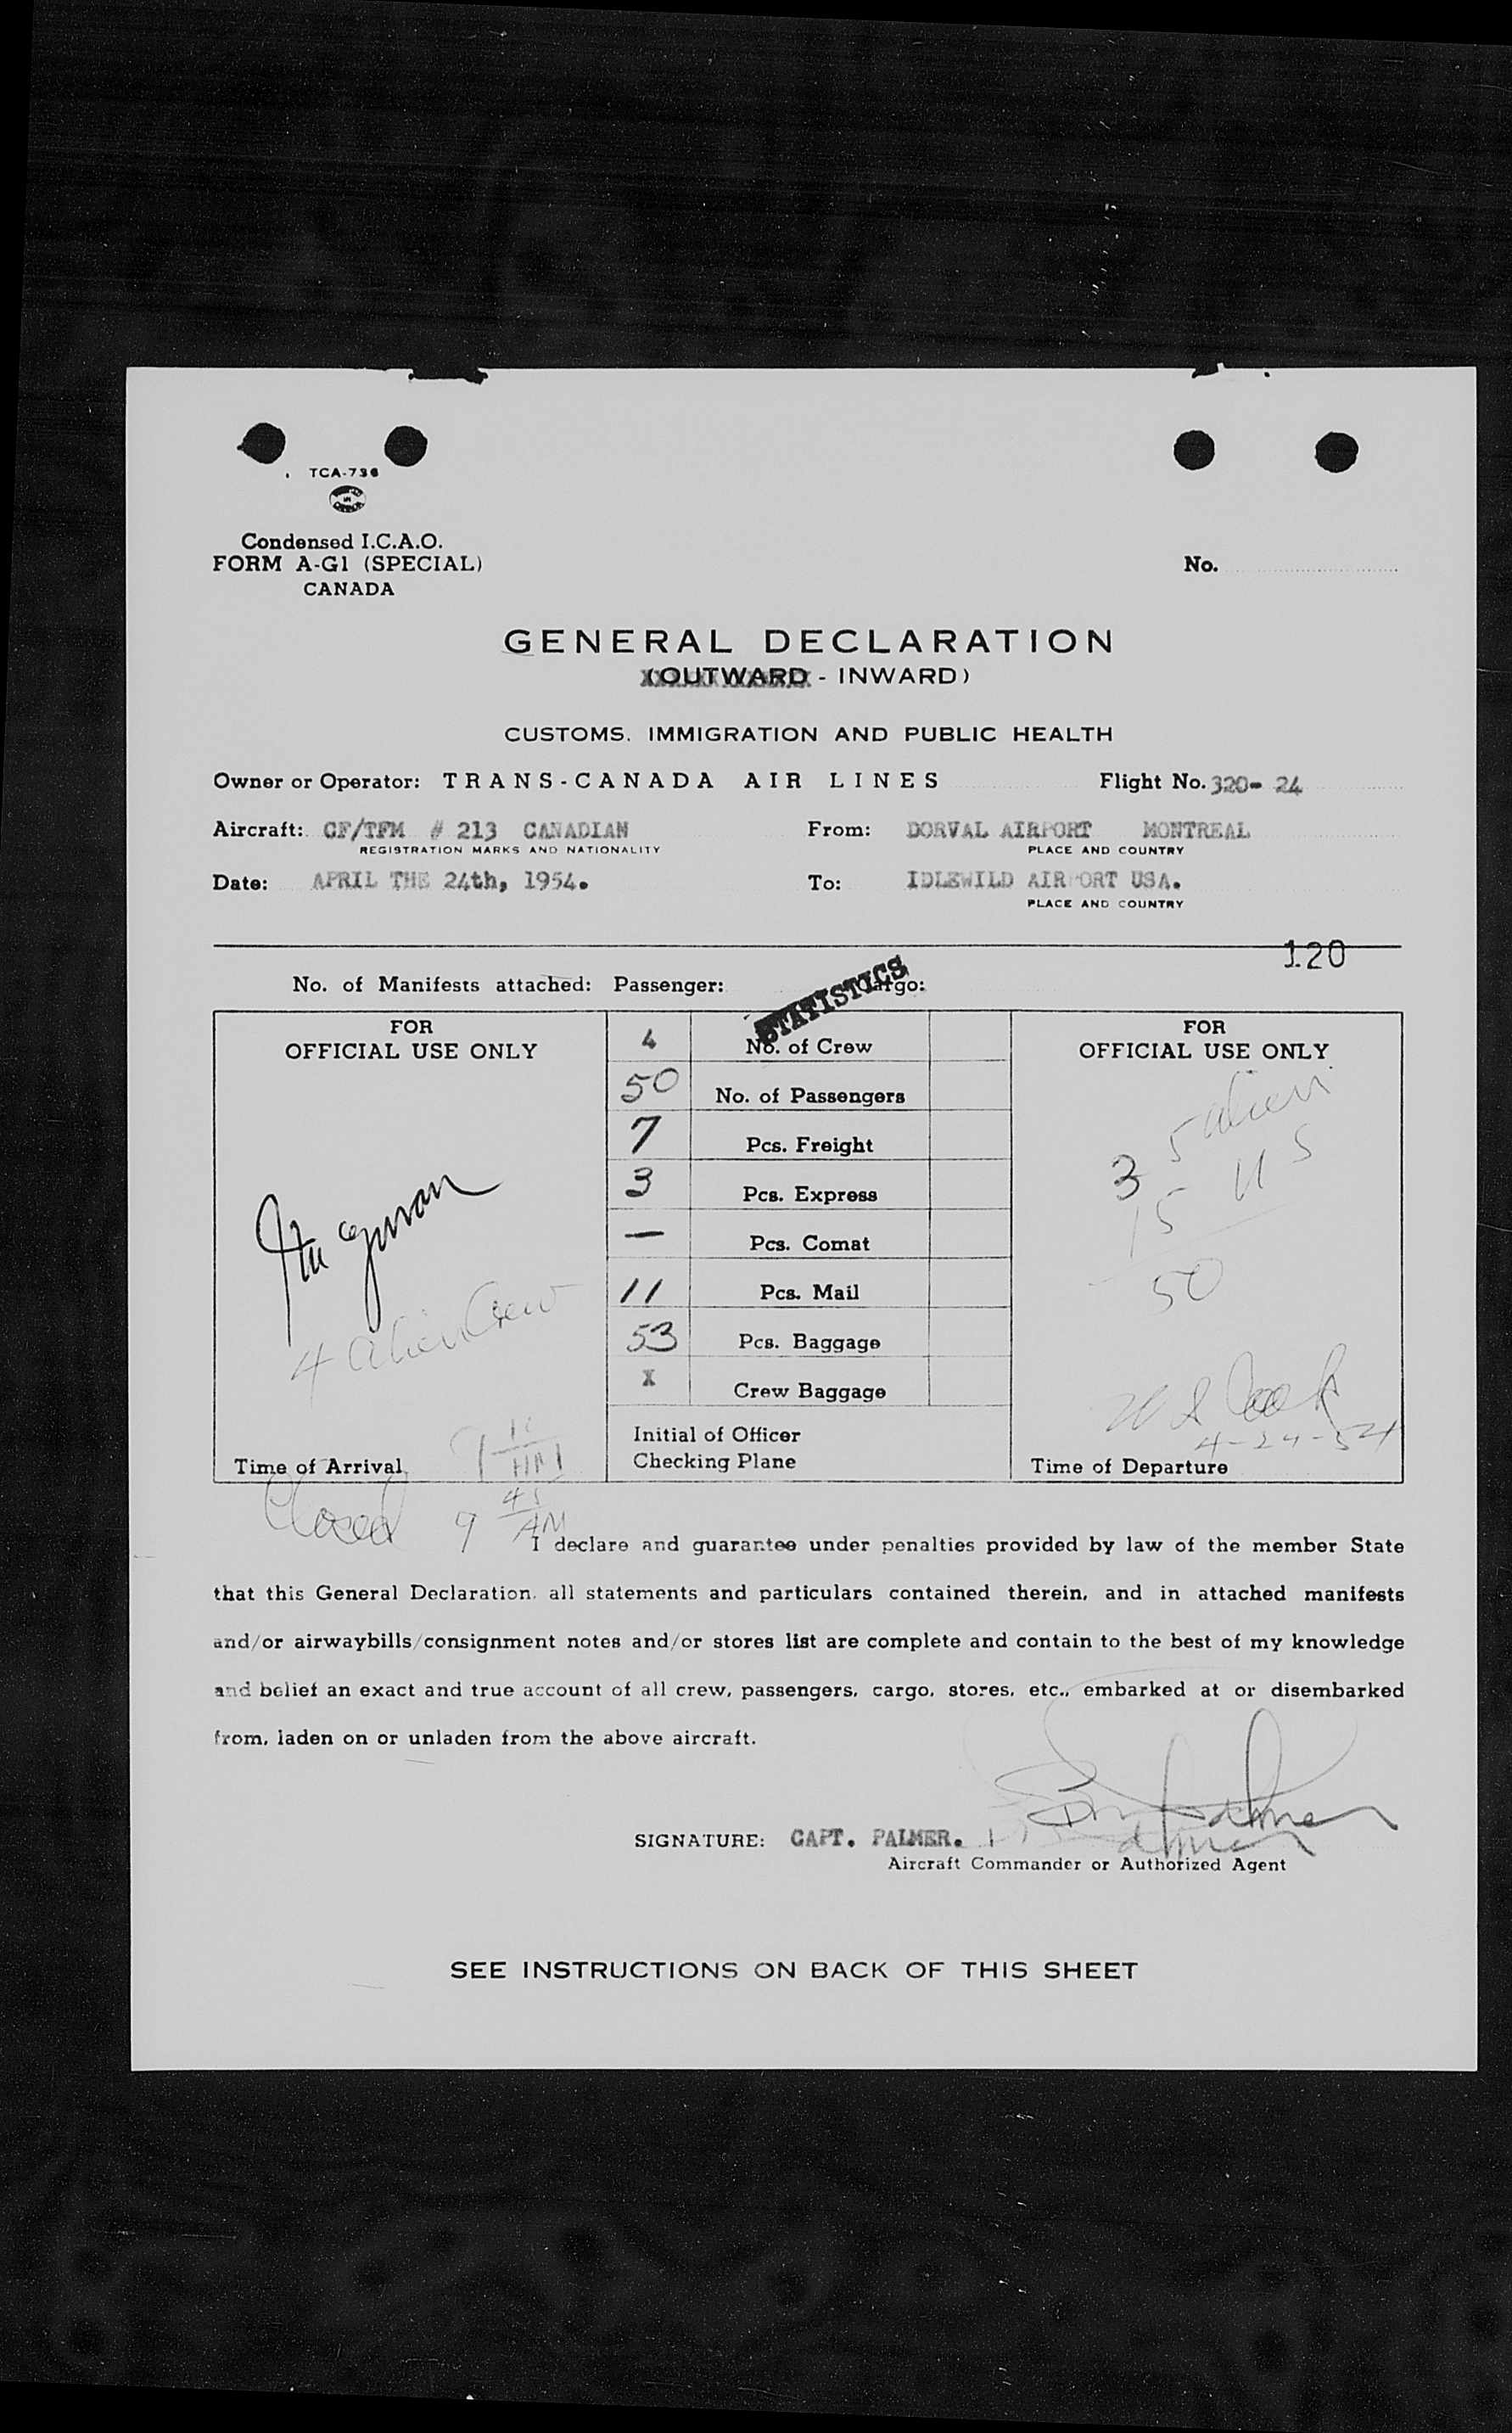 TCA-736
Condensed I.C.A.O.
FORM A-G1 (SPECIAL)
CANADA
No.
GENERAL DECLARATION
(OUTWARD - INWARD)
CUSTOMS, IMMIGRATION AND PUBLIC HEALTH
Owner or Operator: TRANS-CANADA AIR LINES Flight No. 320- 24
Aircraft: CF/TFM # 213 CANADIAN From: DORVAL AIRPORT MONTREAL
REGISTRATION MARKS AND NATIONALITY PLACE AND COUNTRY
Date: APRIL THE 24th, 1954. To: IDLEWILD AIRPORT USA.
PLACE AND COUNTRY
120
No. of Manifests attached: Passenger: Cargo:
STATISTICS
FOR
OFFICIAL USE ONLY
4 Alien Crew
Time of Arrival
Closed 9 45 AM
4 No. of Crew
50 No. of Passengers
7 Pcs. Freight
3 Pcs. Express
— Pcs. Comat
11 Pcs. Mail
53 Pcs. Baggage
X Crew Baggage
Initial of Officer
Checking Plane
FOR
OFFICIAL USE ONLY
35 alien
15 US
50
W S Cook
4-24-54
Time of Departure
I declare and guarantee under penalties provided by law of the member State
that this General Declaration, all statements and particulars contained therein, and in attached manifests
and/or airwaybills/consignment notes and/or stores list are complete and contain to the best of my knowledge
and belief an exact and true account of all crew, passengers, cargo, stores, etc., embarked at or disembarked
from, laden on or unladen from the above aircraft.
SIGNATURE: CAPT. PALMER. Palmer
Aircraft Commander or Authorized Agent
SEE INSTRUCTIONS ON BACK OF THIS SHEET